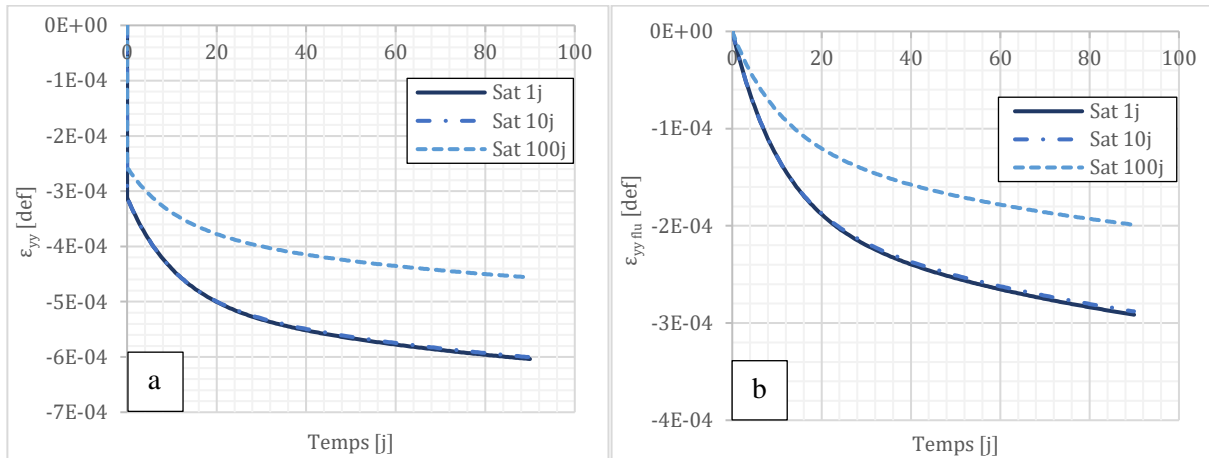 0E+00
-1E-04
-2E-04
-3E-04
-4E-04
-5E-04
-6E-04
-7E-04
0 20 40 60 80 100
Sat 1j
Sat 10j
Sat 100j
εyy [def]
Temps [j]
a
0E+00
-1E-04
-2E-04
-3E-04
-4E-04
0 20 40 60 80 100
Sat 1j
Sat 10j
Sat 100j
εyy flu [def]
Temps [j]
b